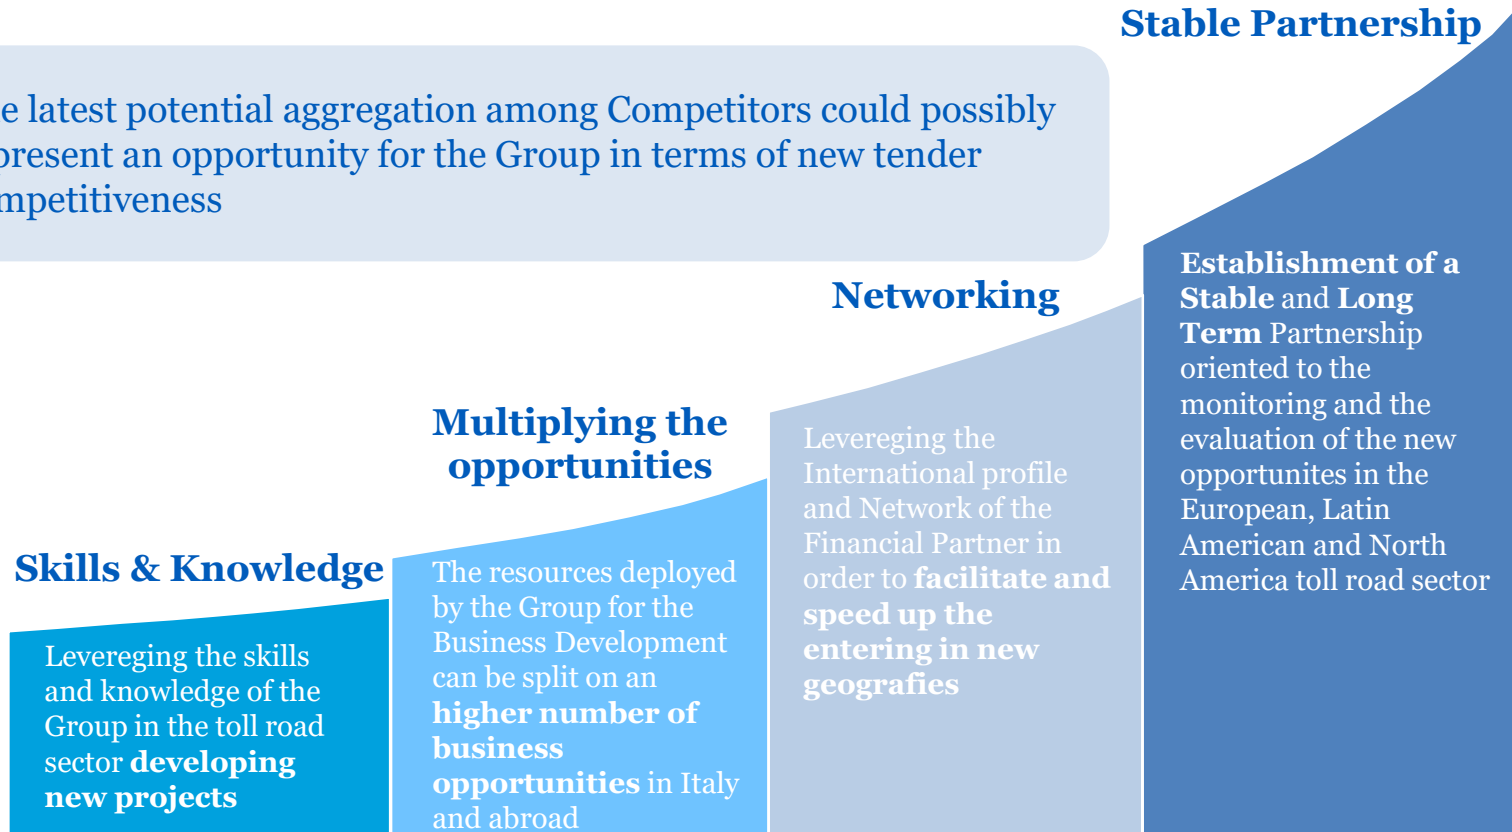 Stable Partnership
e latest potential aggregation among Competitors could possibly
present an opportunity for the Group in terms of new tender
mpetitiveness
Networking
Multiplying the
opportunities
Skills & Knowledge
Levereging the skills
and knowledge of the
Group in the toll road
sector developing
new projects
The resources deployed
by the Group for the
Business Development
can be split on an
higher number of
business
opportunities in Italy
and abroad
Levereging the
International profile
and Network of the
Financial Partner in
order to facilitate and
speed up the
entering in new
geografies
Establishment of a
Stable and Long
Term Partnership
oriented to the
monitoring and the
evaluation of the new
opportunites in the
European, Latin
American and North
America toll road sector